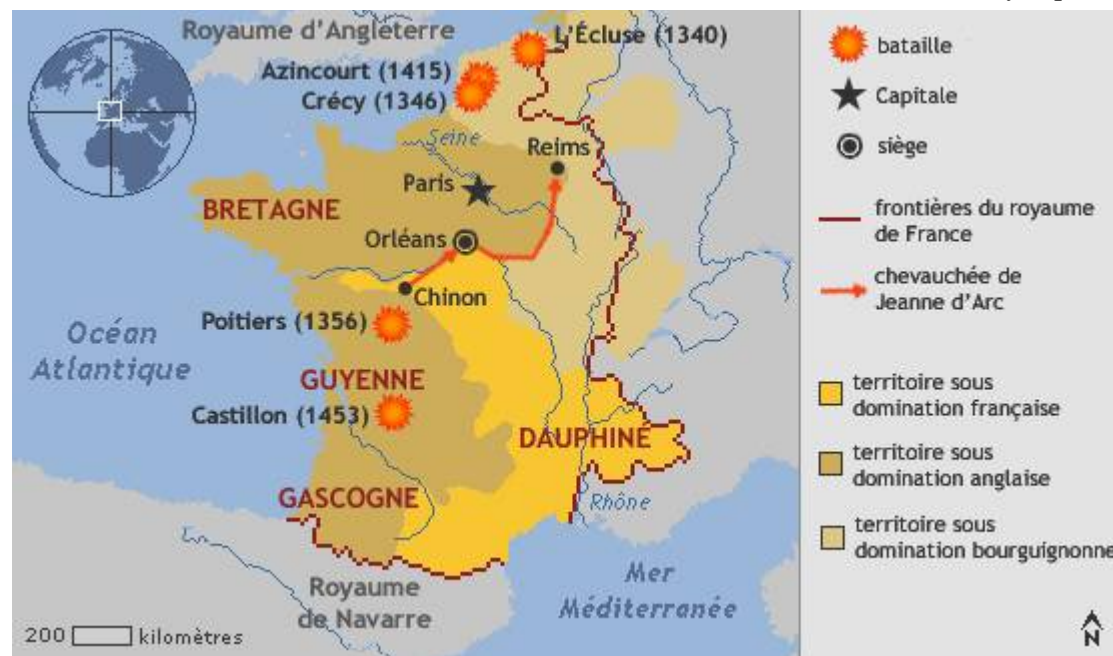 Royaume d'Angleterre
L'Écluse (1340)
Azincourt (1415)
Crécy (1346)
Seine
Reims
Paris
BRETAGNE
Orléans
Chinon
Poitiers (1356)
Océan
Atlantique
GUYENNE
Castillon (1453)
DAUPHINÉ
GASCOGNE
Rhône
Royaume
de Navarre
Mer
Méditerranée
200 kilomètres
bataille
Capitale
siège
frontières du royaume
de France
chevauchée de
Jeanne d'Arc
territoire sous
domination française
territoire sous
domination anglaise
territoire sous
domination bourguignonne
N